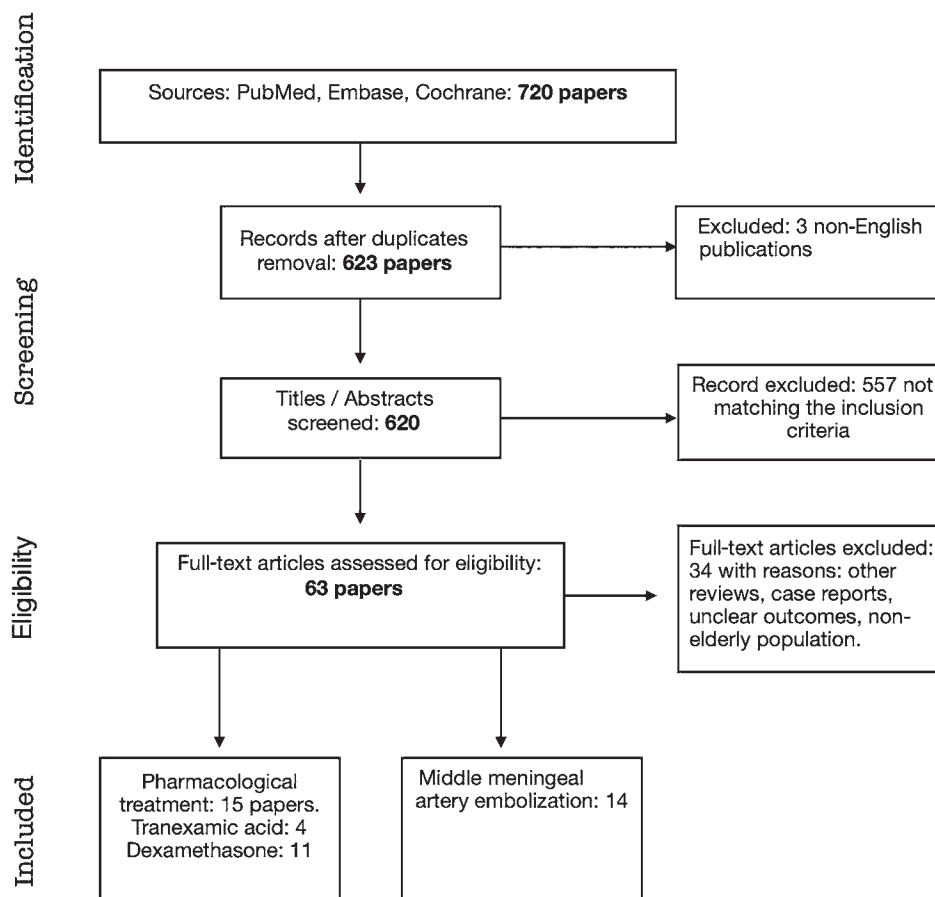 Identification
Sources: PubMed, Embase, Cochrane: 720 papers
Records after duplicates
removal: 623 papers
Excluded: 3 non-English
publications
Screening
Titles / Abstracts
screened: 620
Record excluded: 557 not
matching the inclusion
criteria
Eligibility
Full-text articles assessed for eligibility:
63 papers
Full-text articles excluded:
34 with reasons: other
reviews, case reports,
unclear outcomes, non-
elderly population.
Included
Pharmacological
treatment: 15 papers.
Tranexamic acid: 4
Dexamethasone: 11
Middle meningeal
artery embolization: 14